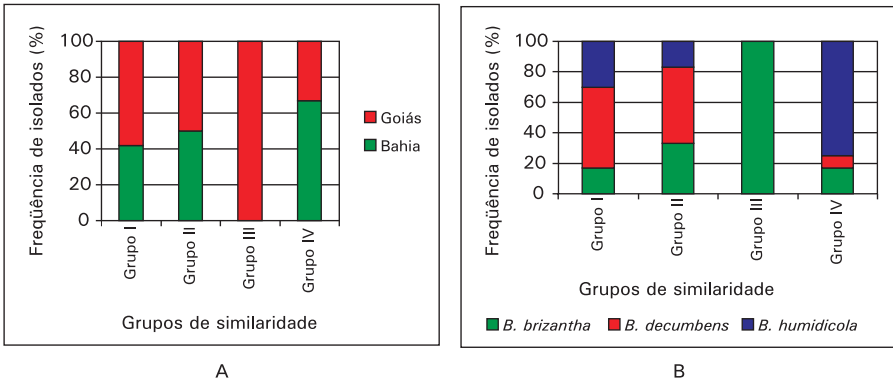 Freqüência de isolados (%)
100
80
60
40
20
0
Grupo I
Grupo II
Grupo III
Grupo IV
Grupos de similaridade
Goiás
Bahia
A
Freqüência de isolados (%)
100
80
60
40
20
0
Grupo I
Grupo II
Grupo III
Grupo IV
Grupos de similaridade
B. brizantha B. decumbens B. humidicola
B